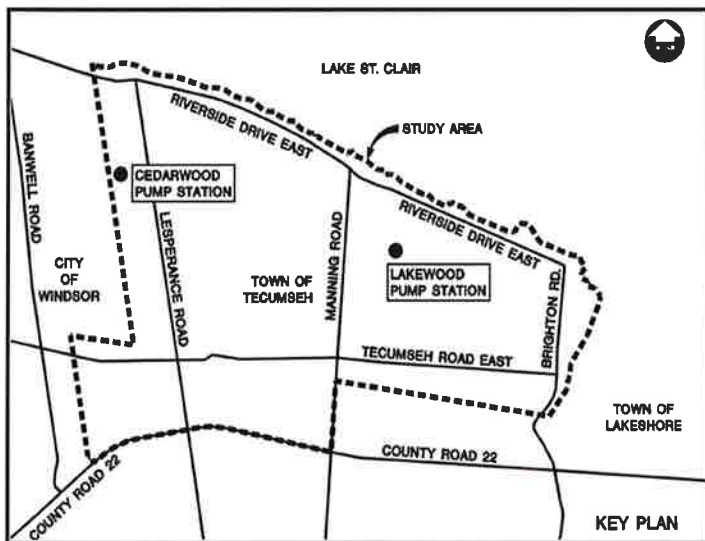 LAKE ST. CLAIR
RIVERSIDE DRIVE EAST
STUDY AREA
BANWELL ROAD
CEDARWOOD
PUMP STATION
LESPERANCE ROAD
RIVERSIDE DRIVE EAST
CITY
OF
WINDSOR
TOWN OF
TECUMSEH
MANNING ROAD
LAKEWOOD
PUMP STATION
BRIGHTON RD.
TECUMSEH ROAD EAST
TOWN OF
LAKESHORE
COUNTY ROAD 22
COUNTY ROAD 22
KEY PLAN